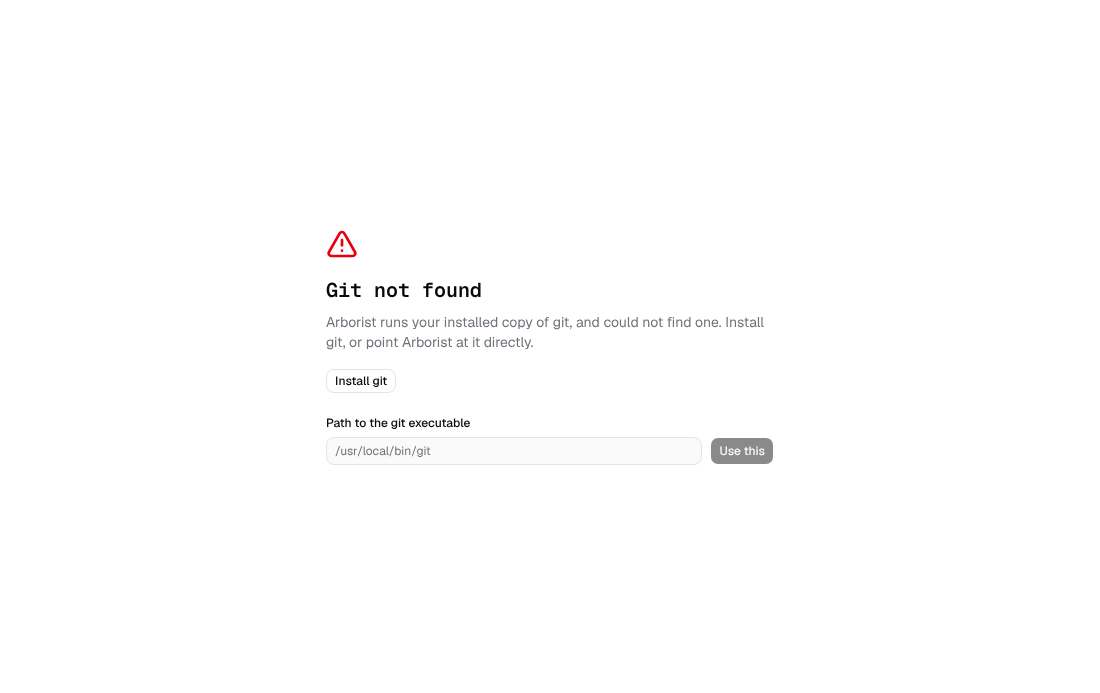 Git not found
Arborist runs your installed copy of git, and could not find one. Install
git, or point Arborist at it directly.
Install git
Path to the git executable
/usr/local/bin/git
Use this